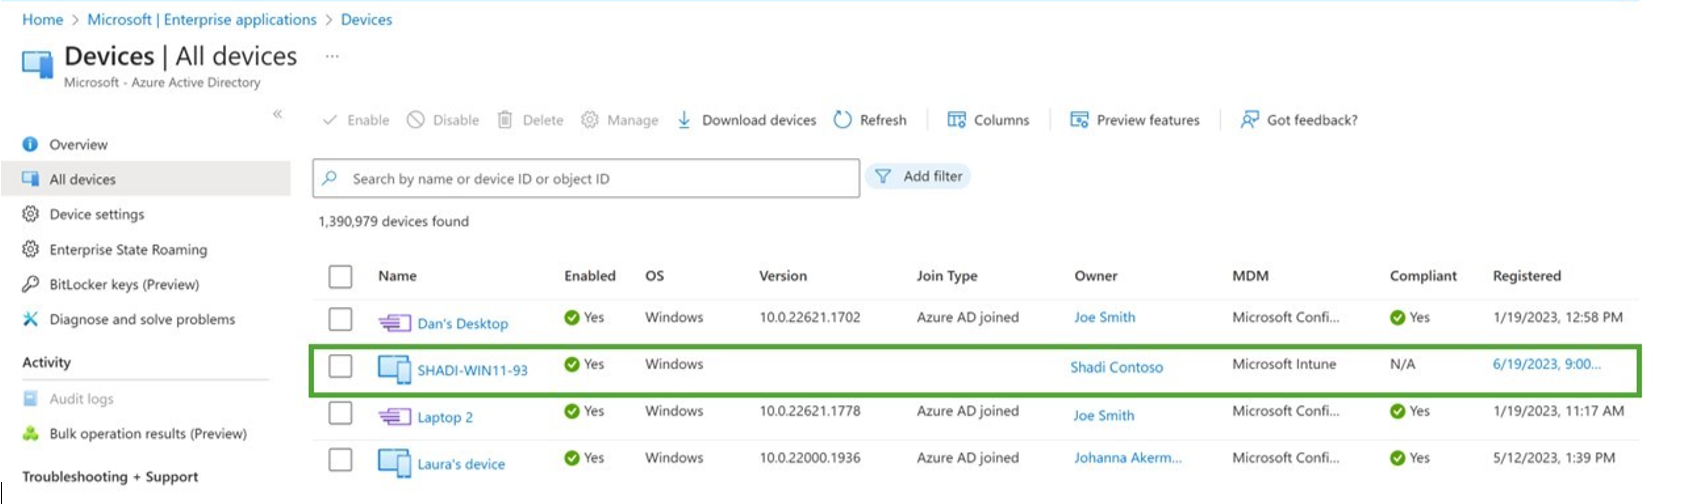 Home > Microsoft | Enterprise applications > Devices
Devices | All devices ...
Microsoft - Azure Active Directory
«
Overview
All devices
Device settings
Enterprise State Roaming
BitLocker keys (Preview)
Diagnose and solve problems
Activity
Audit logs
Bulk operation results (Preview)
Troubleshooting + Support
Enable Disable Delete Manage Download devices Refresh Columns Preview features Got feedback?
Search by name or device ID or object ID Add filter
1,390,979 devices found
Name Enabled OS Version Join Type Owner MDM Compliant Registered
Dan's Desktop Yes Windows 10.0.22621.1702 Azure AD joined Joe Smith Microsoft Confi... Yes 1/19/2023, 12:58 PM
SHADI-WIN11-93 Yes Windows Shadi Contoso Microsoft Intune N/A 6/19/2023, 9:00...
Laptop 2 Yes Windows 10.0.22621.1778 Azure AD joined Joe Smith Microsoft Confi... Yes 1/19/2023, 11:17 AM
Laura's device Yes Windows 10.0.22000.1936 Azure AD joined Johanna Akerm... Microsoft Confi... Yes 5/12/2023, 1:39 PM